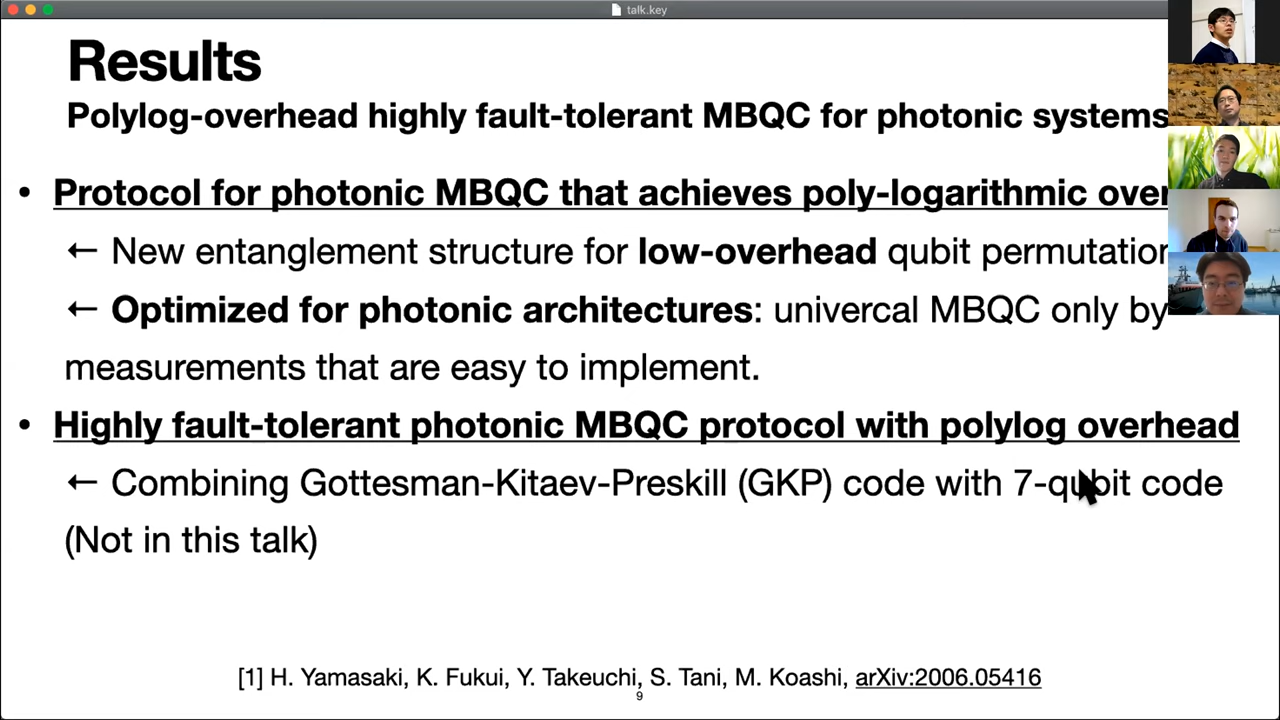 talk.key
Results
Polylog-overhead highly fault-tolerant MBQC for photonic systems
• Protocol for photonic MBQC that achieves poly-logarithmic over
← New entanglement structure for low-overhead qubit permutation
← Optimized for photonic architectures: univercal MBQC only by
measurements that are easy to implement.
• Highly fault-tolerant photonic MBQC protocol with polylog overhead
← Combining Gottesman-Kitaev-Preskill (GKP) code with 7-qubit code
(Not in this talk)
[1] H. Yamasaki, K. Fukui, Y. Takeuchi, S. Tani, M. Koashi, arXiv:2006.05416
9